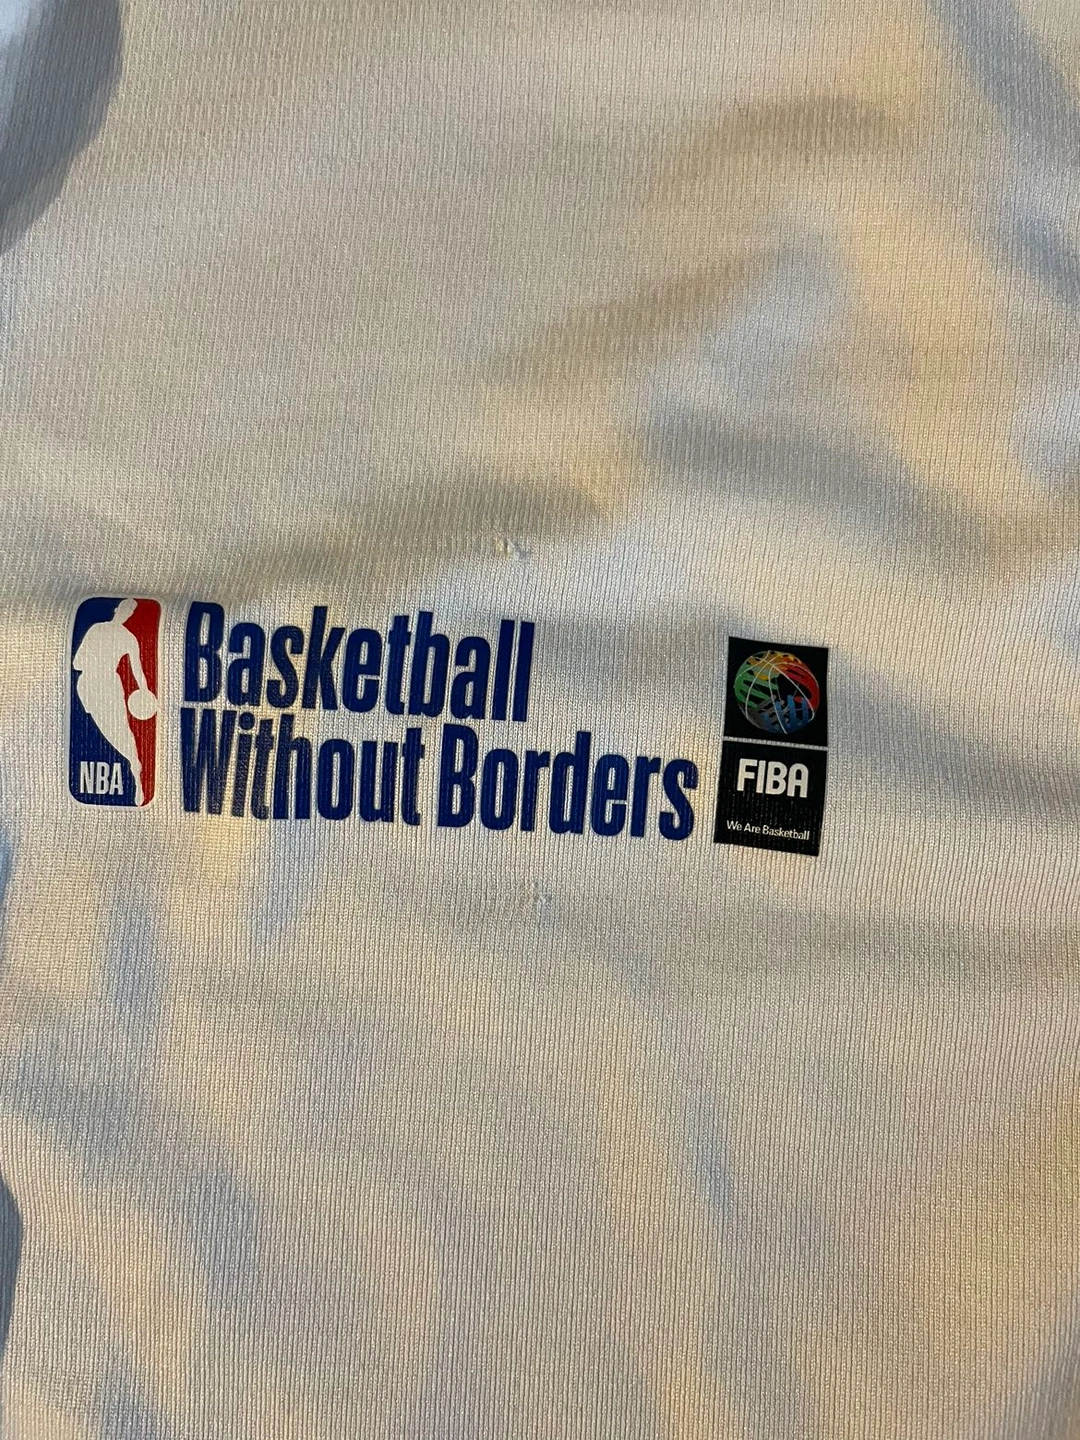 NBA
Basketball
Without Borders
FIBA
We Are Basketball